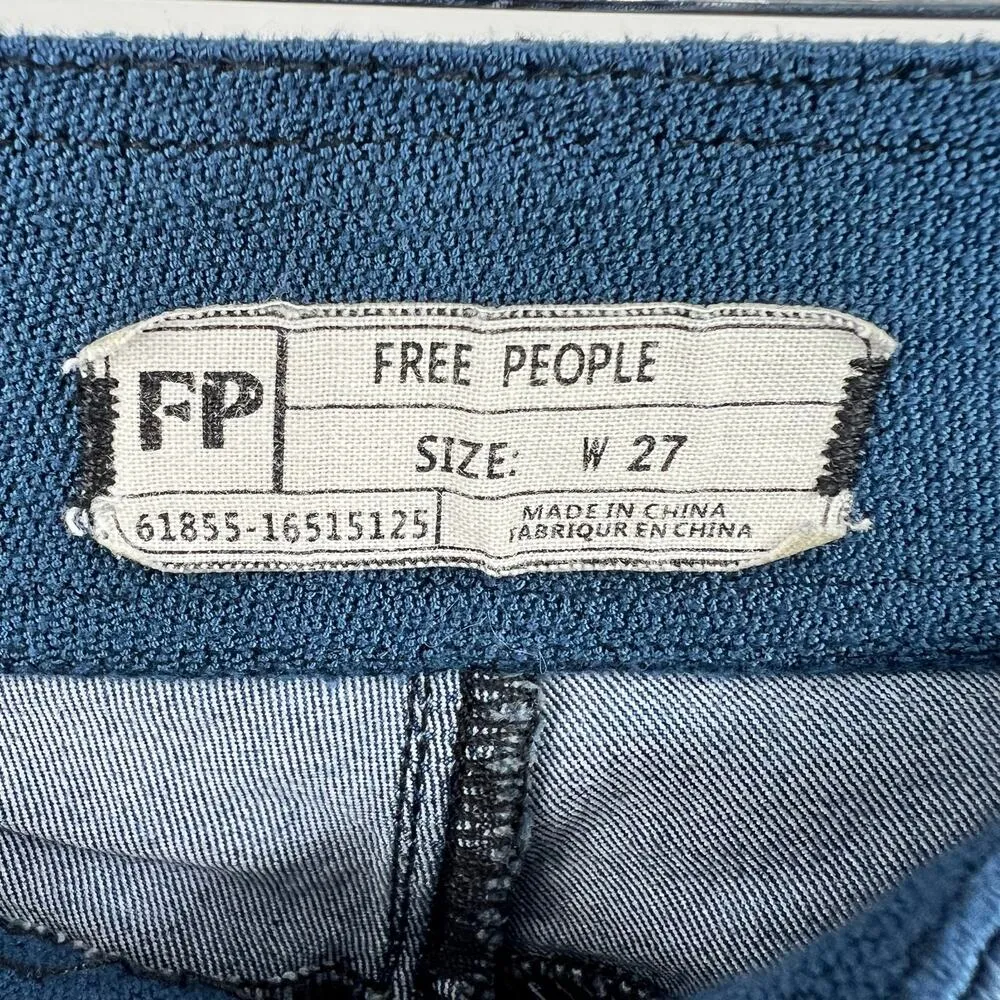 FP
FREE PEOPLE
SIZE: W 27
61855-16515125
MADE IN CHINA
FABRIQUR EN CHINA